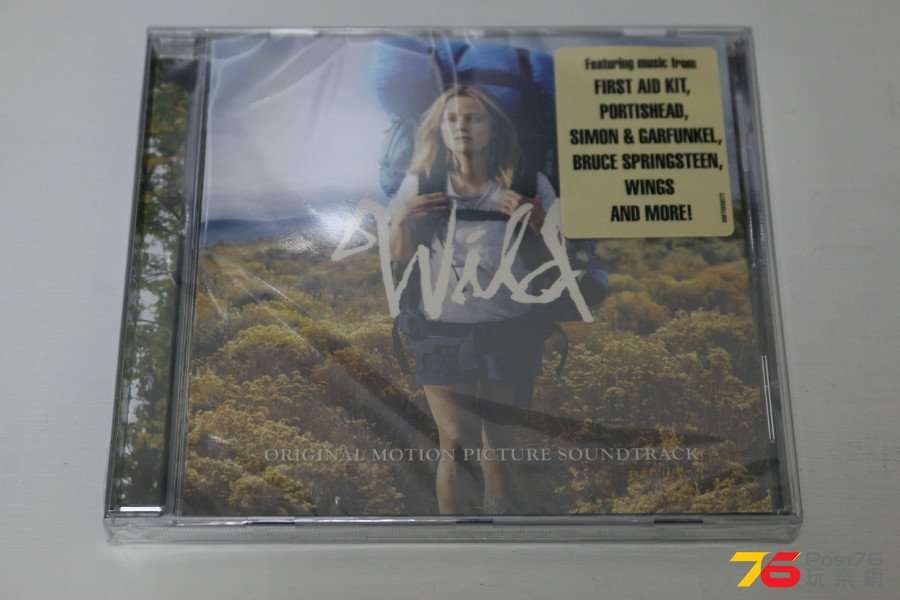 Featuring music from
FIRST AID KIT,
PORTISHEAD,
SIMON & GARFUNKEL,
BRUCE SPRINGSTEEN,
WINGS
AND MORE!
Wild
ORIGINAL MOTION PICTURE SOUNDTRACK
76 Post76
玩樂網